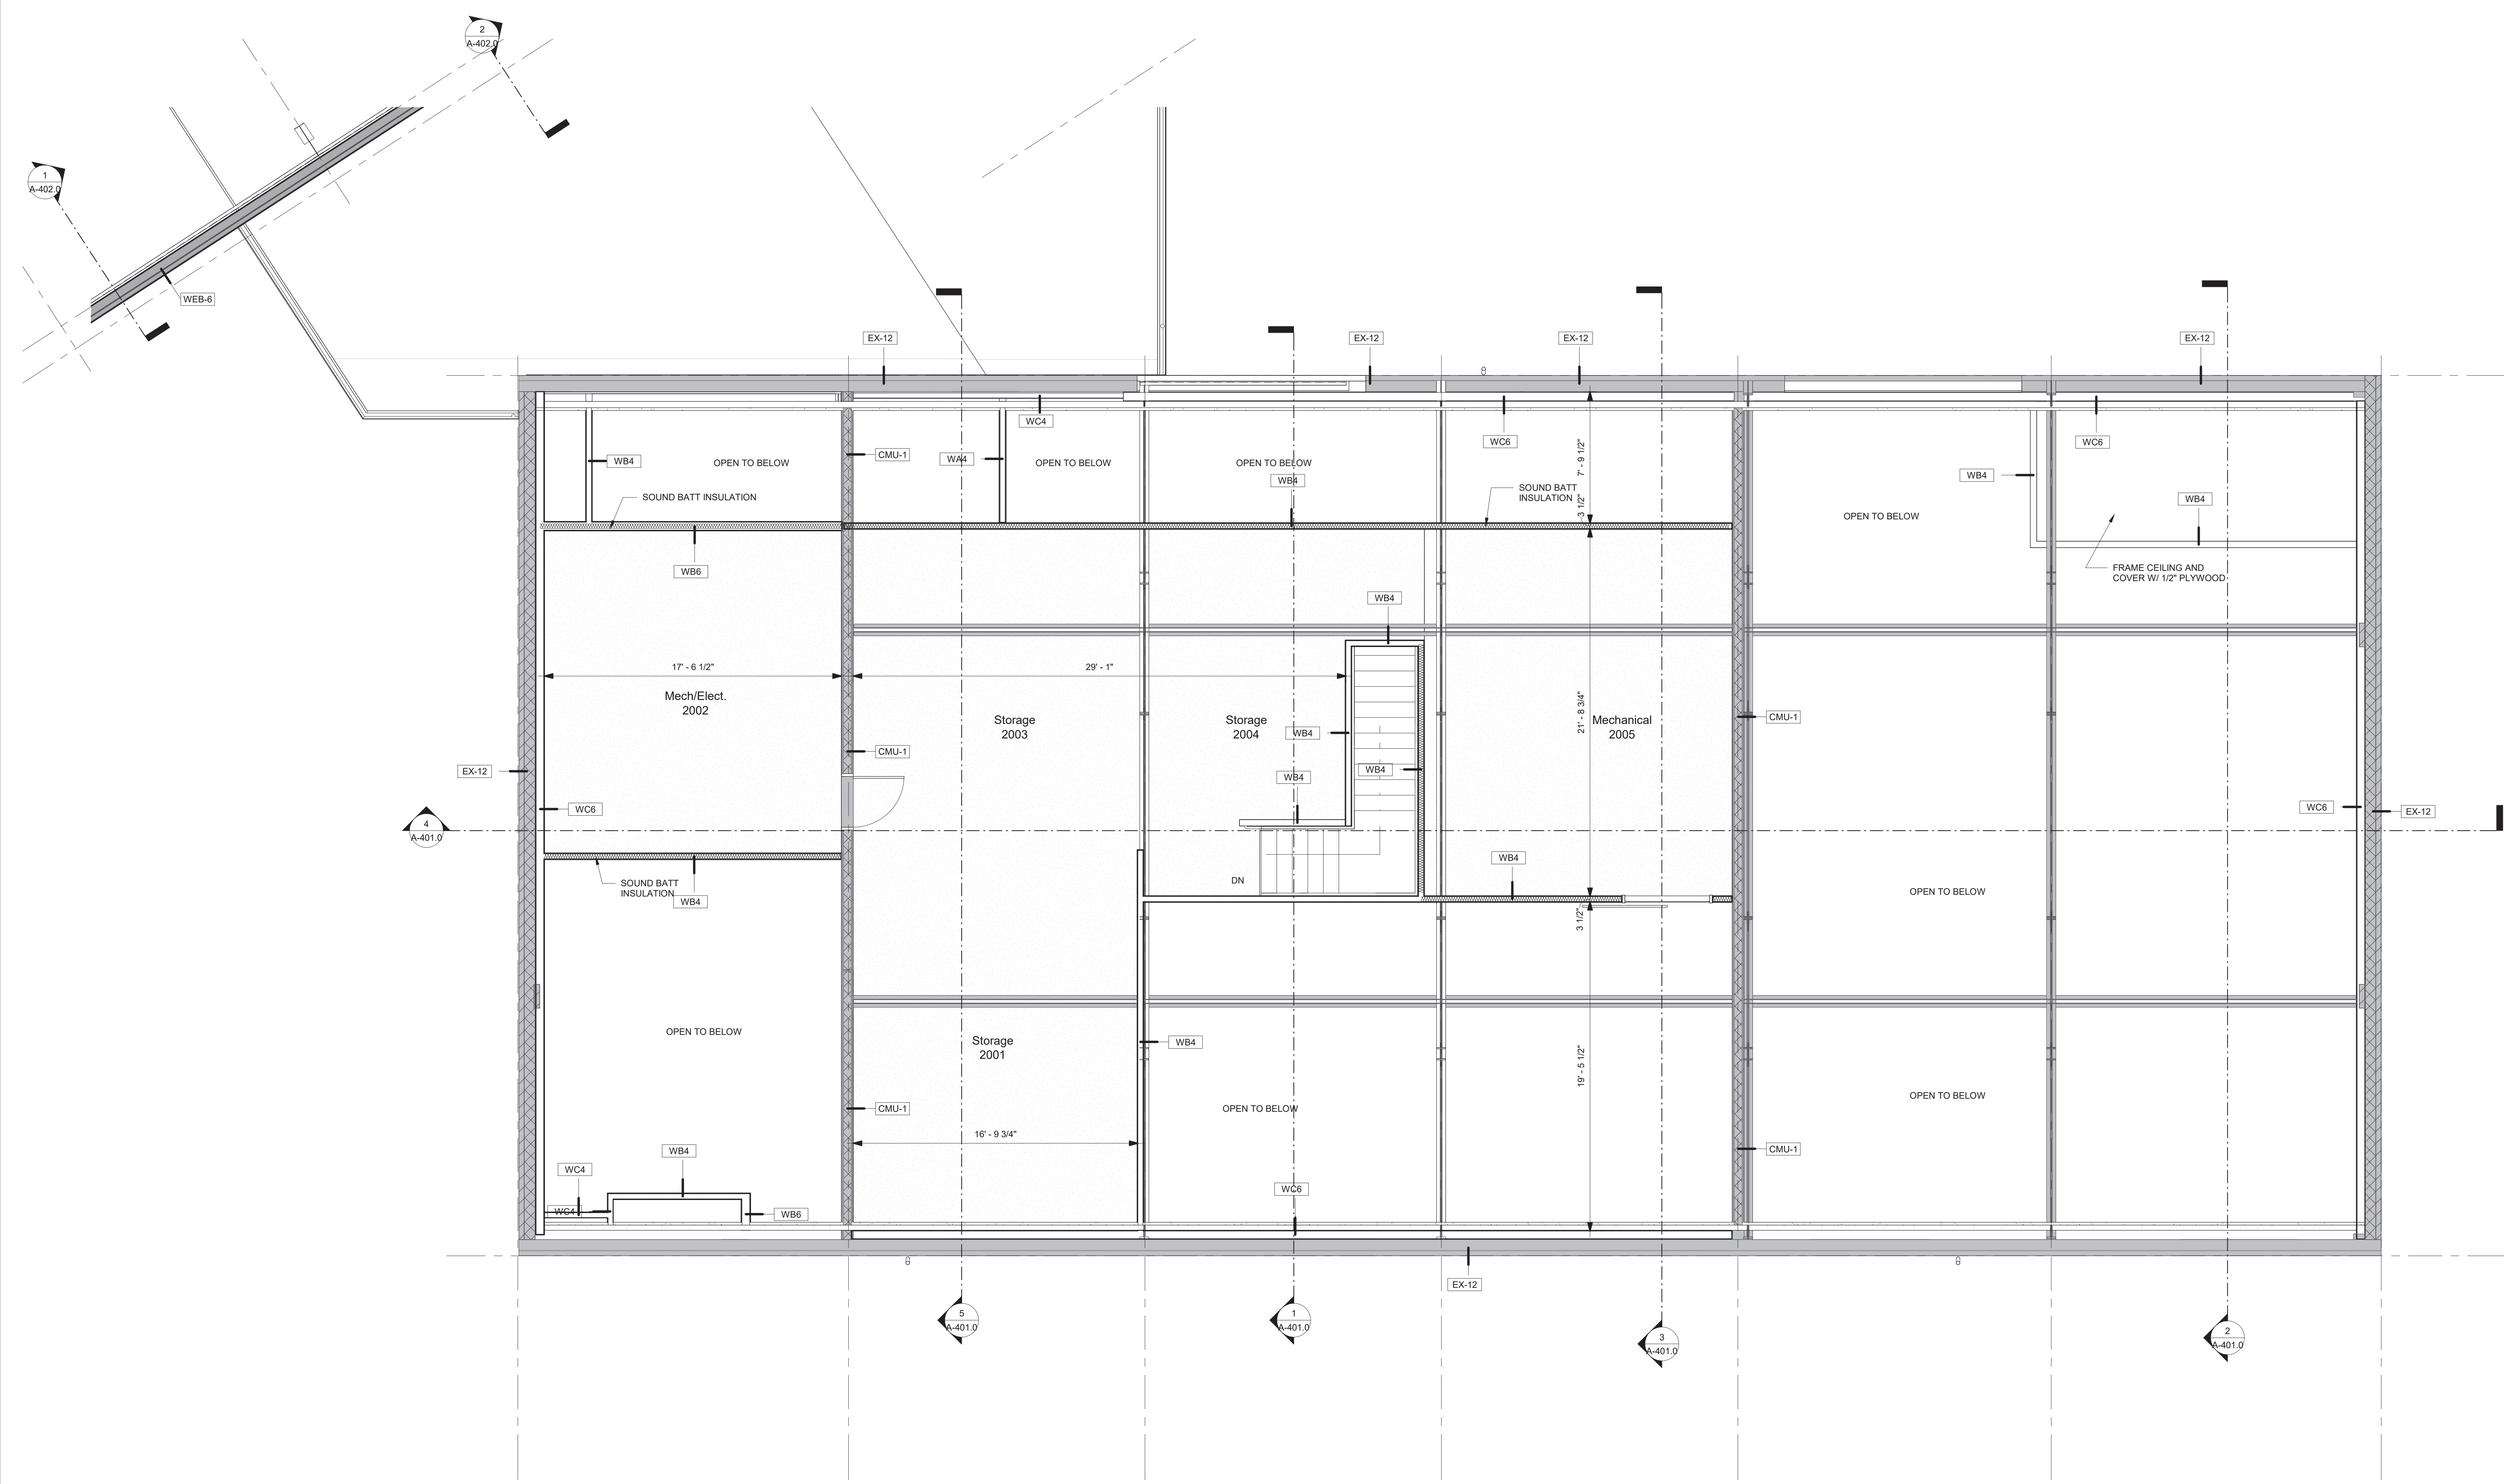 2
A-402.0
1
A-402.0
WEB-6
EX-12
EX-12
EX-12
EX-12
WC4
WC6
WC6
WB4
OPEN TO BELOW
CMU-1
WA4
OPEN TO BELOW
OPEN TO BELOW
WB4
7' - 9 1/2"
WB4
WB4
SOUND BATT INSULATION
SOUND BATT
INSULATION
3 1/2"
OPEN TO BELOW
WB6
FRAME CEILING AND
COVER W/ 1/2" PLYWOOD
WB4
17' - 6 1/2"
29' - 1"
Mech/Elect.
2002
Storage
2003
Storage
2004
WB4
21' - 8 3/4"
Mechanical
2005
CMU-1
CMU-1
EX-12
WB4
WB4
WC6
WC6
EX-12
4
A-401.0
WB4
SOUND BATT
INSULATION
WB4
DN
OPEN TO BELOW
3 1/2"
OPEN TO BELOW
Storage
2001
WB4
19' - 5 1/2"
OPEN TO BELOW
CMU-1
OPEN TO BELOW
16' - 9 3/4"
WB4
CMU-1
WC4
WC6
WC4
WB6
EX-12
5
A-401.0
1
A-401.0
3
A-401.0
2
A-401.0